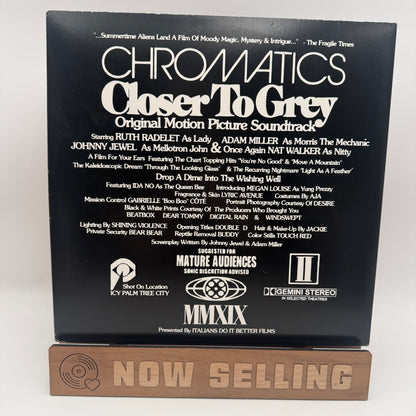 "...Summertime Aliens Land A Film Of Moody Magic, Mystery & Intrigue..." - The Fragile Times
CHROMATICS
Closer To Grey
Original Motion Picture Soundtrack
Starring RUTH RADELET As Lady ADAM MILLER As Morris The Mechanic
JOHNNY JEWEL As Mellotron John & Once Again NAT WALKER As Nitty
A Film For Your Ears Featuring The Chart Topping Hits "You're No Good" & "Move A Mountain"
The Kaleidoscopic Dream "Through The Looking Glass" & The Recurring Nightmare "Light As A Feather"
Drop A Dime Into The Wishing Well
Featuring IDA NO As The Queen Bee Introducing MEGAN LOUISE As Yung Prezzy
Fragrance & Skin LYRIC AVENUE Costumes By AJA
Mission Control GABRIELLE "Boo Boo" CÔTÉ Portrait Photography Courtesy Of DESIRE
Black & White Prints Courtesy Of The Producers Who Brought You
BEATBOX DEAR TOMMY DIGITAL RAIN & WINDSWEPT
Lighting By SHINING VIOLENCE Opening Titles DOUBLE D Hair & Make-Up By JACKIE
Private Security BEAR BEAR Reptile Removal BUDDY Color Stills TOUCH RED
Screenplay Written By Johnny Jewel & Adam Miller
SUGGESTED FOR
MATURE AUDIENCES
SONIC DISCRETION ADVISED
P
Shot On Location
ICY PALM TREE CITY
II
GEMINI STEREO
IN SELECTED THEATRES
MMXIX
Presented By ITALIANS DO IT BETTER FILMS
NOW SELLING